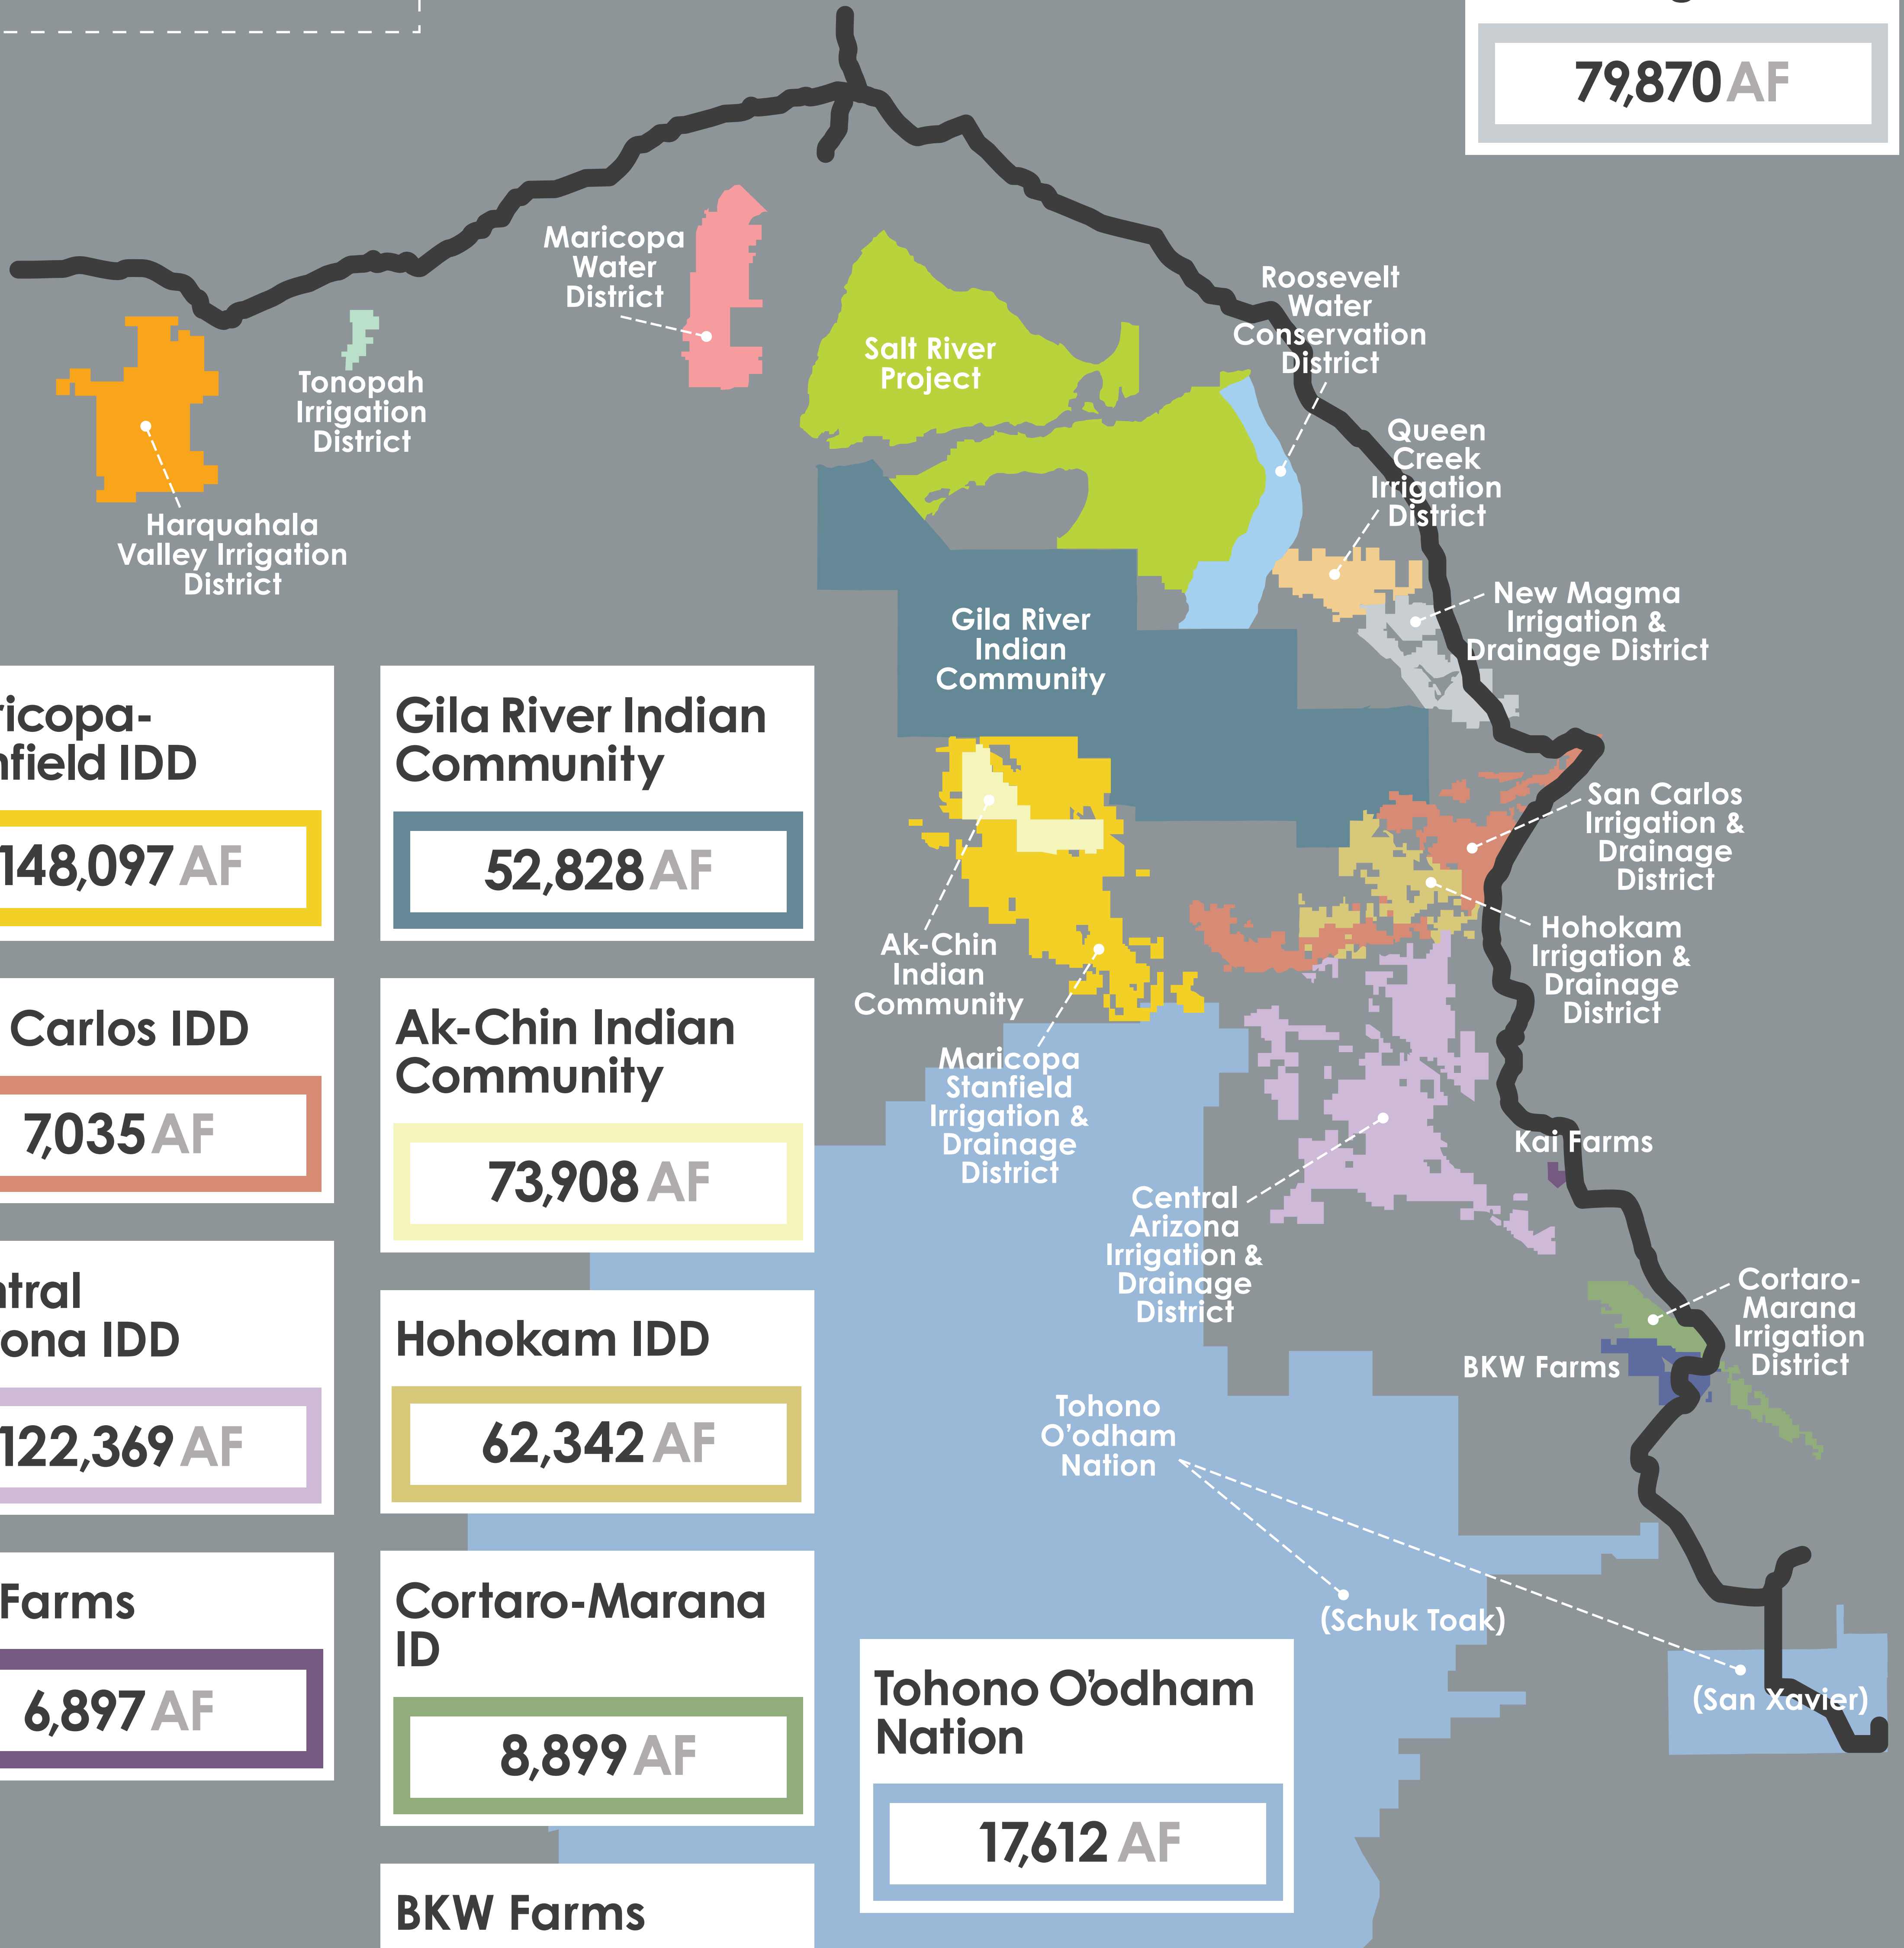 79,870 AF
Maricopa
Water
District
Salt River
Project
Roosevelt
Water
Conservation
District
Tonopah
Irrigation
District
Queen
Creek
Irrigation
District
Harquahala
Valley Irrigation
District
New Magma
Irrigation &
Drainage District
Gila River
Indian
Community
San Carlos
Irrigation &
Drainage
District
Hohokam
Irrigation &
Drainage
District
Ak-Chin
Indian
Community
Maricopa
Stanfield
Irrigation &
Drainage
District
Kai Farms
Central
Arizona
Irrigation &
Drainage
District
Cortaro-
Marana
Irrigation
District
BKW Farms
Tohono
O'odham
Nation
(Schuk Toak)
(San Xavier)
ricopa-
nfield IDD
148,097 AF
Gila River Indian
Community
52,828 AF
Carlos IDD
7,035 AF
Ak-Chin Indian
Community
73,908 AF
ntral
ona IDD
122,369 AF
Hohokam IDD
62,342 AF
Farms
6,897 AF
Cortaro-Marana
ID
8,899 AF
Tohono O'odham
Nation
17,612 AF
BKW Farms